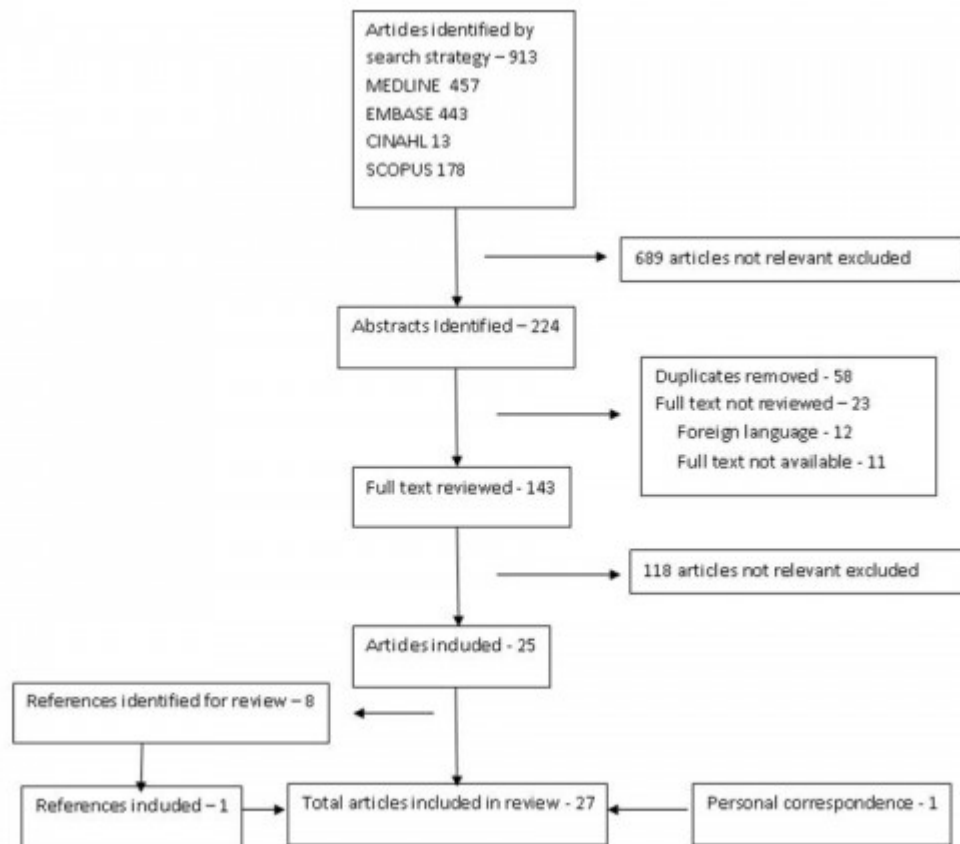 Articles identified by
search strategy – 913
MEDLINE 457
EMBASE 443
CINAHL 13
SCOPUS 178
689 articles not relevant excluded
Abstracts Identified – 224
Duplicates removed - 58
Full text not reviewed – 23
Foreign language - 12
Full text not available - 11
Full text reviewed - 143
118 articles not relevant excluded
Articles included - 25
References identified for review – 8
References included – 1
Total articles included in review - 27
Personal correspondence - 1